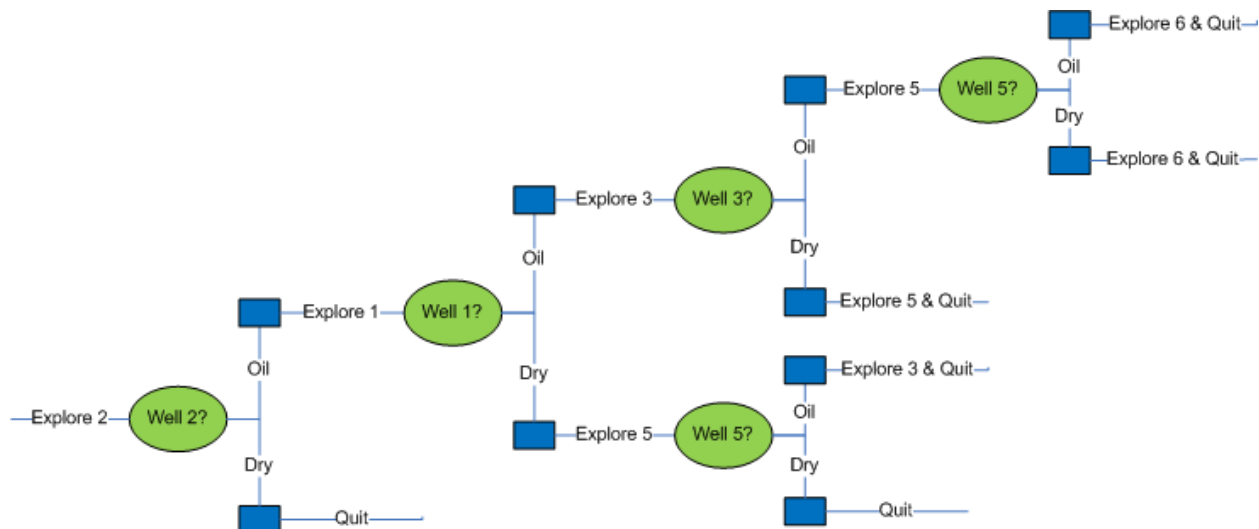 Explore 6 & Quit
Oil
Explore 5
Well 5?
Dry
Oil
Explore 6 & Quit
Explore 3
Well 3?
Oil
Dry
Explore 1
Well 1?
Explore 5 & Quit
Oil
Dry
Explore 3 & Quit
Explore 2
Well 2?
Oil
Explore 5
Well 5?
Dry
Dry
Quit
Quit